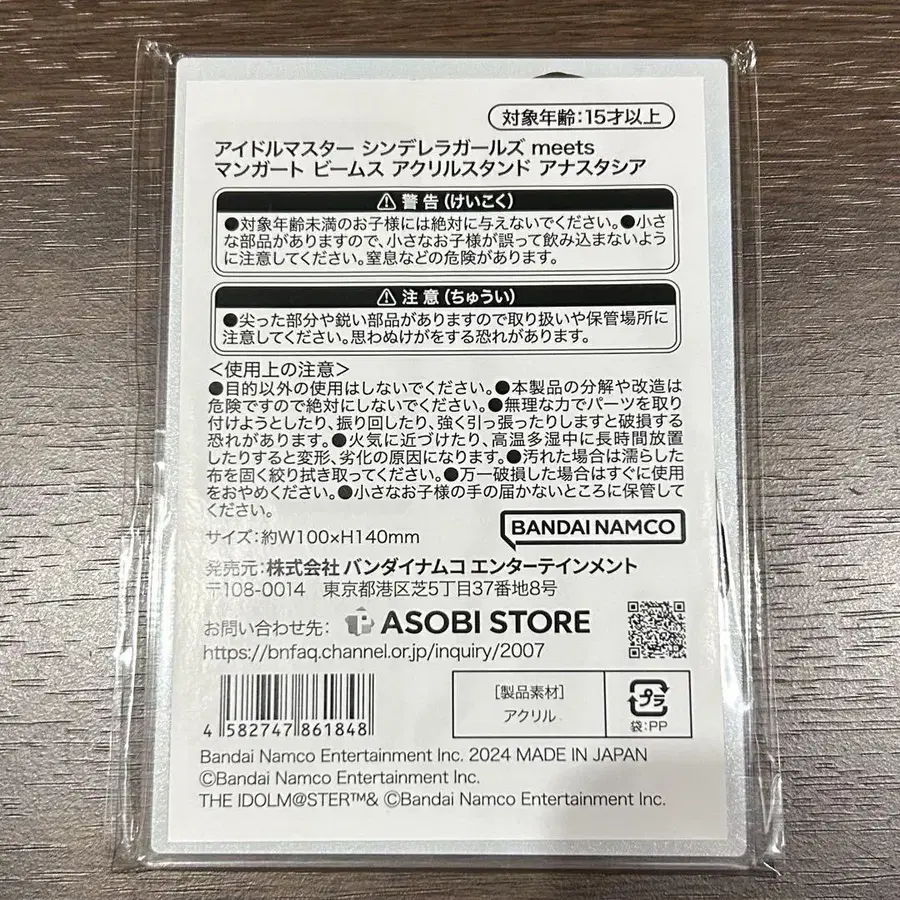 対象年齢:15才以上
アイドルマスター シンデレラガールズ meets
マンガート ビームス アクリルスタンド アナスタシア
警告(けいこく)
●対象年齢未満のお子様には絶対に与えないでください。●小さ
な部品がありますので、小さなお子様が誤って飲み込まないよう
に注意してください。窒息などの危険があります。
注意(ちゅうい)
●尖った部分や鋭い部品がありますので取り扱いや保管場所に
注意してください。思わぬけがをする恐れがあります。
<使用上の注意>
●目的以外の使用はしないでください。●本製品の分解や改造は
危険ですので絶対にしないでください。●無理な力でパーツを取り
付けようとしたり、振り回したり、強く引っ張ったりしますと破損する
恐れがあります。●火気に近づけたり、高温多湿中に長時間放置
したりすると変形、劣化の原因になります。●汚れた場合は濡らした
布を固く絞り拭き取ってください。●万一破損した場合はすぐに使用
をおやめください。●小さなお子様の手の届かないところに保管して
ください。
BANDAI NAMCO
サイズ:約W100×H140mm
発売元:株式会社 バンダイナムコ エンターテインメント
〒108-0014 東京都港区芝5丁目37番地8号
お問い合わせ先: ASOBI STORE
https://bnfaq.channel.or.jp/inquiry/2007
[製品素材]
アクリル
プラ
袋:PP
4 582747 861848
Bandai Namco Entertainment Inc. 2024 MADE IN JAPAN
©Bandai Namco Entertainment Inc.
THE IDOLM@STER™& ©Bandai Namco Entertainment Inc.